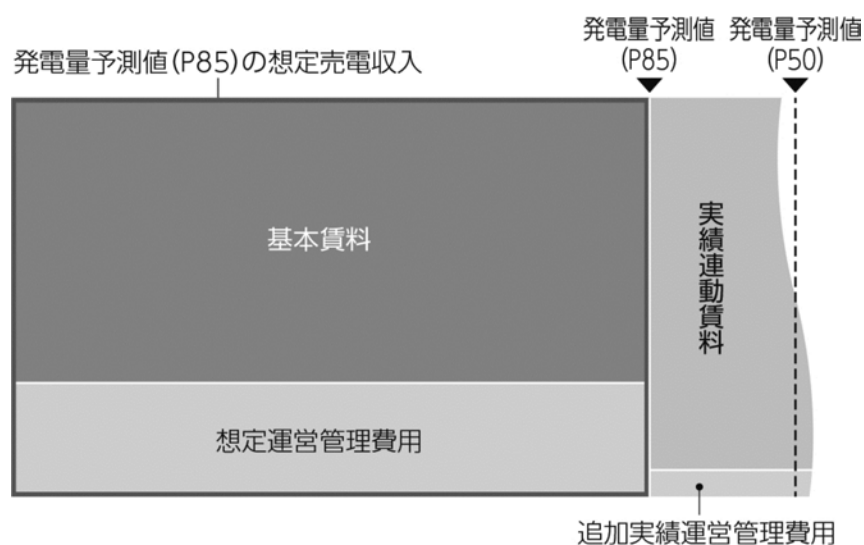 発電量予測値(P85)の想定売電収入
発電量予測値
(P85)
発電量予測値
(P50)
基本賃料
実績連動賃料
想定運営管理費用
追加実績運営管理費用